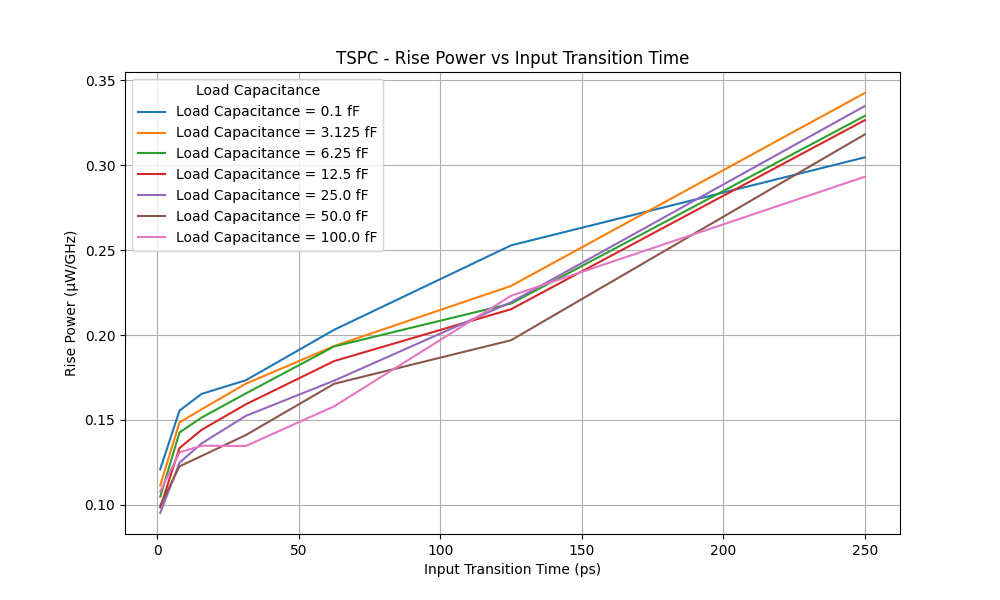 TSPC - Rise Power vs Input Transition Time
Load Capacitance
Load Capacitance = 0.1 fF
Load Capacitance = 3.125 fF
Load Capacitance = 6.25 fF
Load Capacitance = 12.5 fF
Load Capacitance = 25.0 fF
Load Capacitance = 50.0 fF
Load Capacitance = 100.0 fF
Rise Power (μW/GHz)
0.35
0.30
0.25
0.20
0.15
0.10
0 50 100 150 200 250
Input Transition Time (ps)